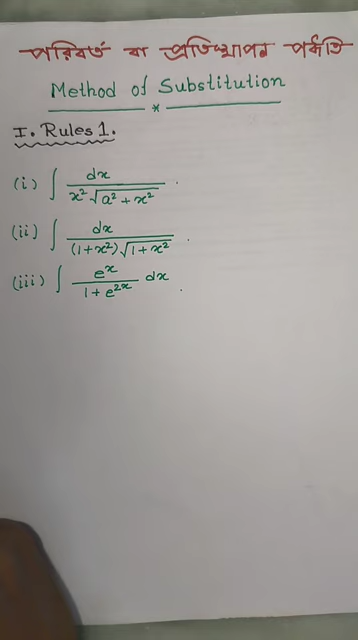 পরিবর্ত বা প্রতিস্থাপন পদ্ধতি
Method of Substitution
*
I. Rules 1.
(i) ∫ dx / x²√(a² + x²) .
(ii) ∫ dx / (1+x²)√(1+x²) .
(iii) ∫ eˣ / (1 + e²ˣ) dx .